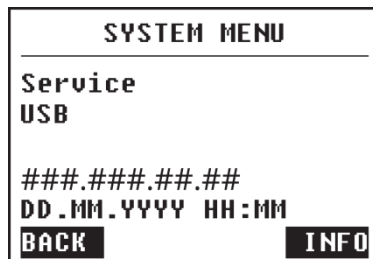 SYSTEM MENU
Service
USB
###.###.##.##
DD.MM.YYYY HH:MM
BACK INFO